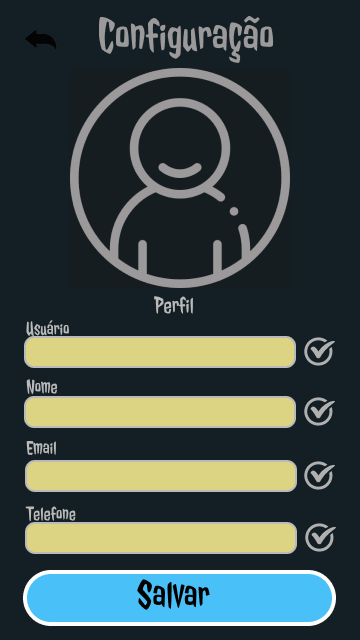 Configuração
Perfil
Usuário
Nome
Email
Telefone
Salvar